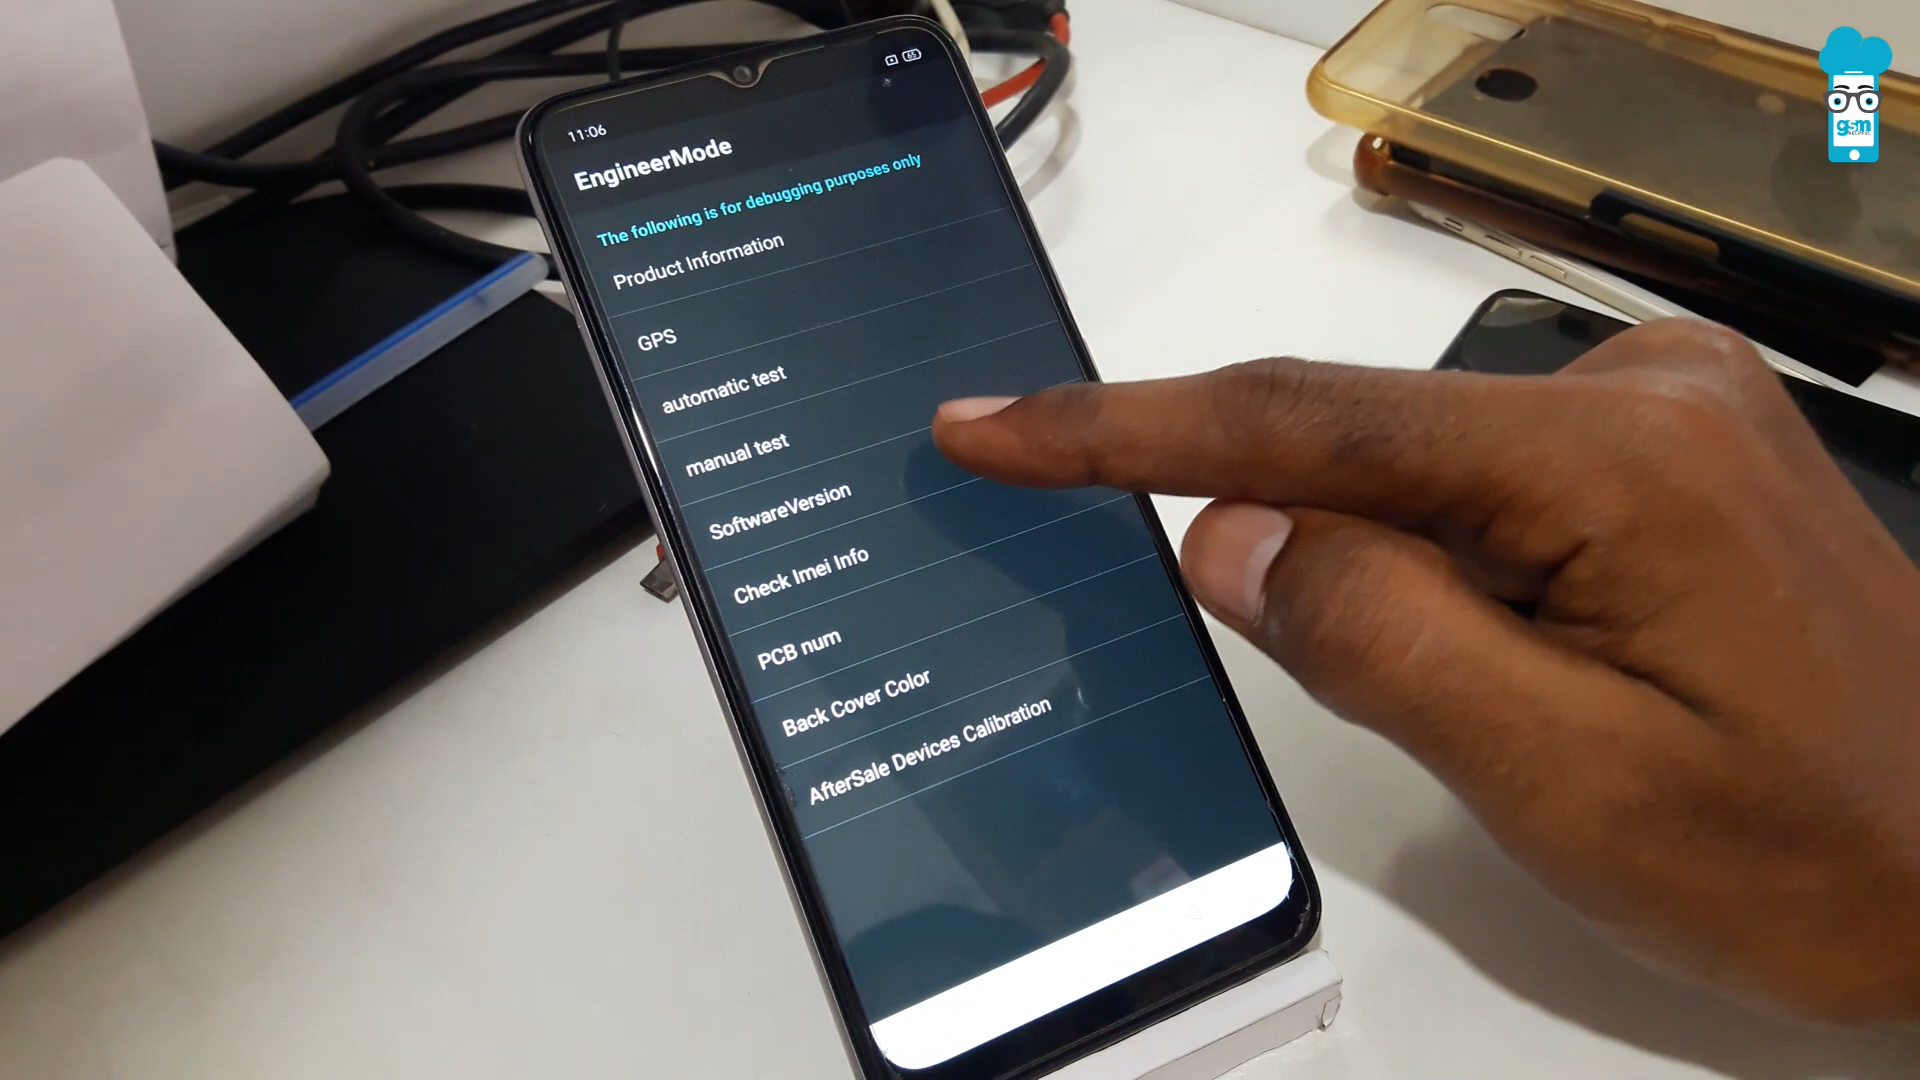 11:06
65
EngineerMode
The following is for debugging purposes only
Product Information
GPS
automatic test
manual test
SoftwareVersion
Check Imei Info
PCB num
Back Cover Color
AfterSale Devices Calibration
gsm